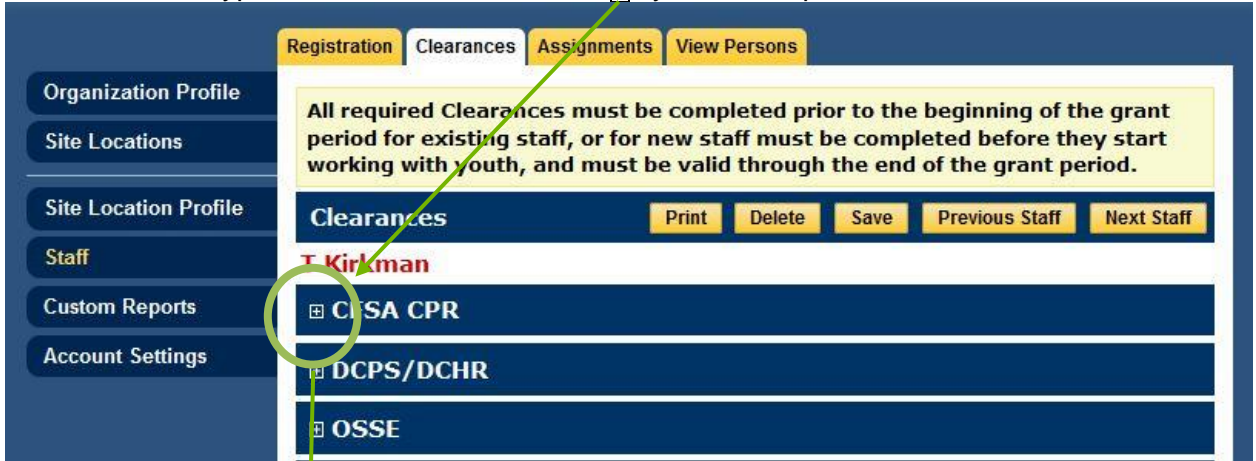 Registration Clearances Assignments View Persons
Organization Profile
Site Locations
Site Location Profile
Staff
Custom Reports
Account Settings
All required Clearances must be completed prior to the beginning of the grant
period for existing staff, or for new staff must be completed before they start
working with youth, and must be valid through the end of the grant period.
Clearances Print Delete Save Previous Staff Next Staff
T Kirkman
CFSA CPR
DCPS/DCHR
OSSE